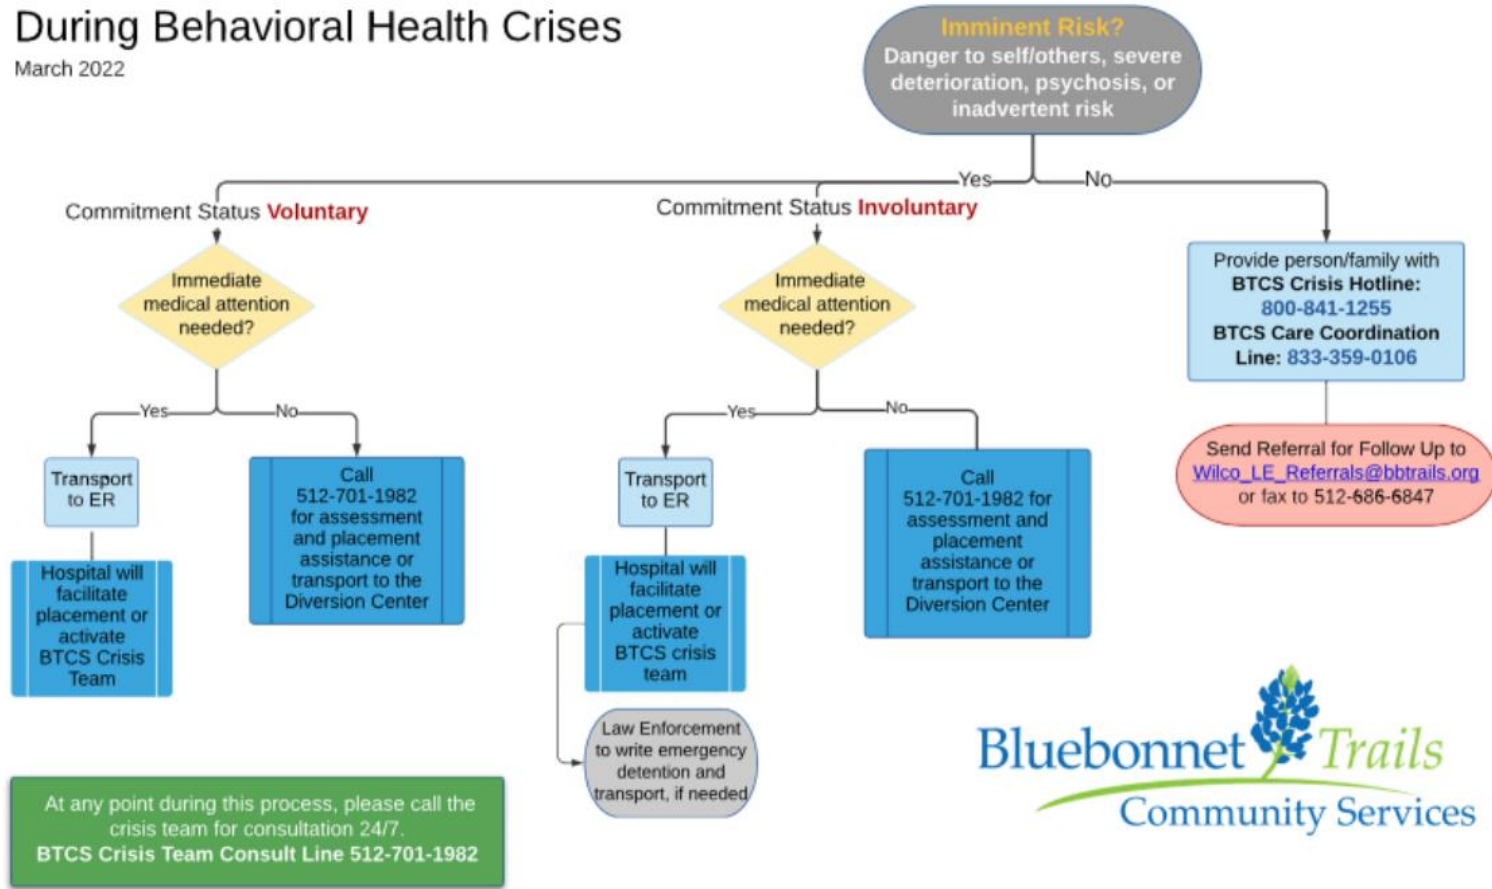 During Behavioral Health Crises
March 2022
Imminent Risk?
Danger to self/others, severe
deterioration, psychosis, or
inadvertent risk
Yes
No
Commitment Status Voluntary
Immediate
medical attention
needed?
Yes
No
Transport
to ER
Hospital will
facilitate
placement or
activate
BTCS Crisis
Team
Call
512-701-1982
for assessment
and placement
assistance or
transport to the
Diversion Center
Commitment Status Involuntary
Immediate
medical attention
needed?
Yes
No
Transport
to ER
Hospital will
facilitate
placement or
activate
BTCS crisis
team
Law Enforcement
to write emergency
detention and
transport, if needed
Call
512-701-1982 for
assessment and
placement
assistance or
transport to the
Diversion Center
Provide person/family with
BTCS Crisis Hotline:
800-841-1255
BTCS Care Coordination
Line: 833-359-0106
Send Referral for Follow Up to
Wilco_LE_Referrals@bbtrails.org
or fax to 512-686-6847
At any point during this process, please call the
crisis team for consultation 24/7.
BTCS Crisis Team Consult Line 512-701-1982
Bluebonnet Trails
Community Services